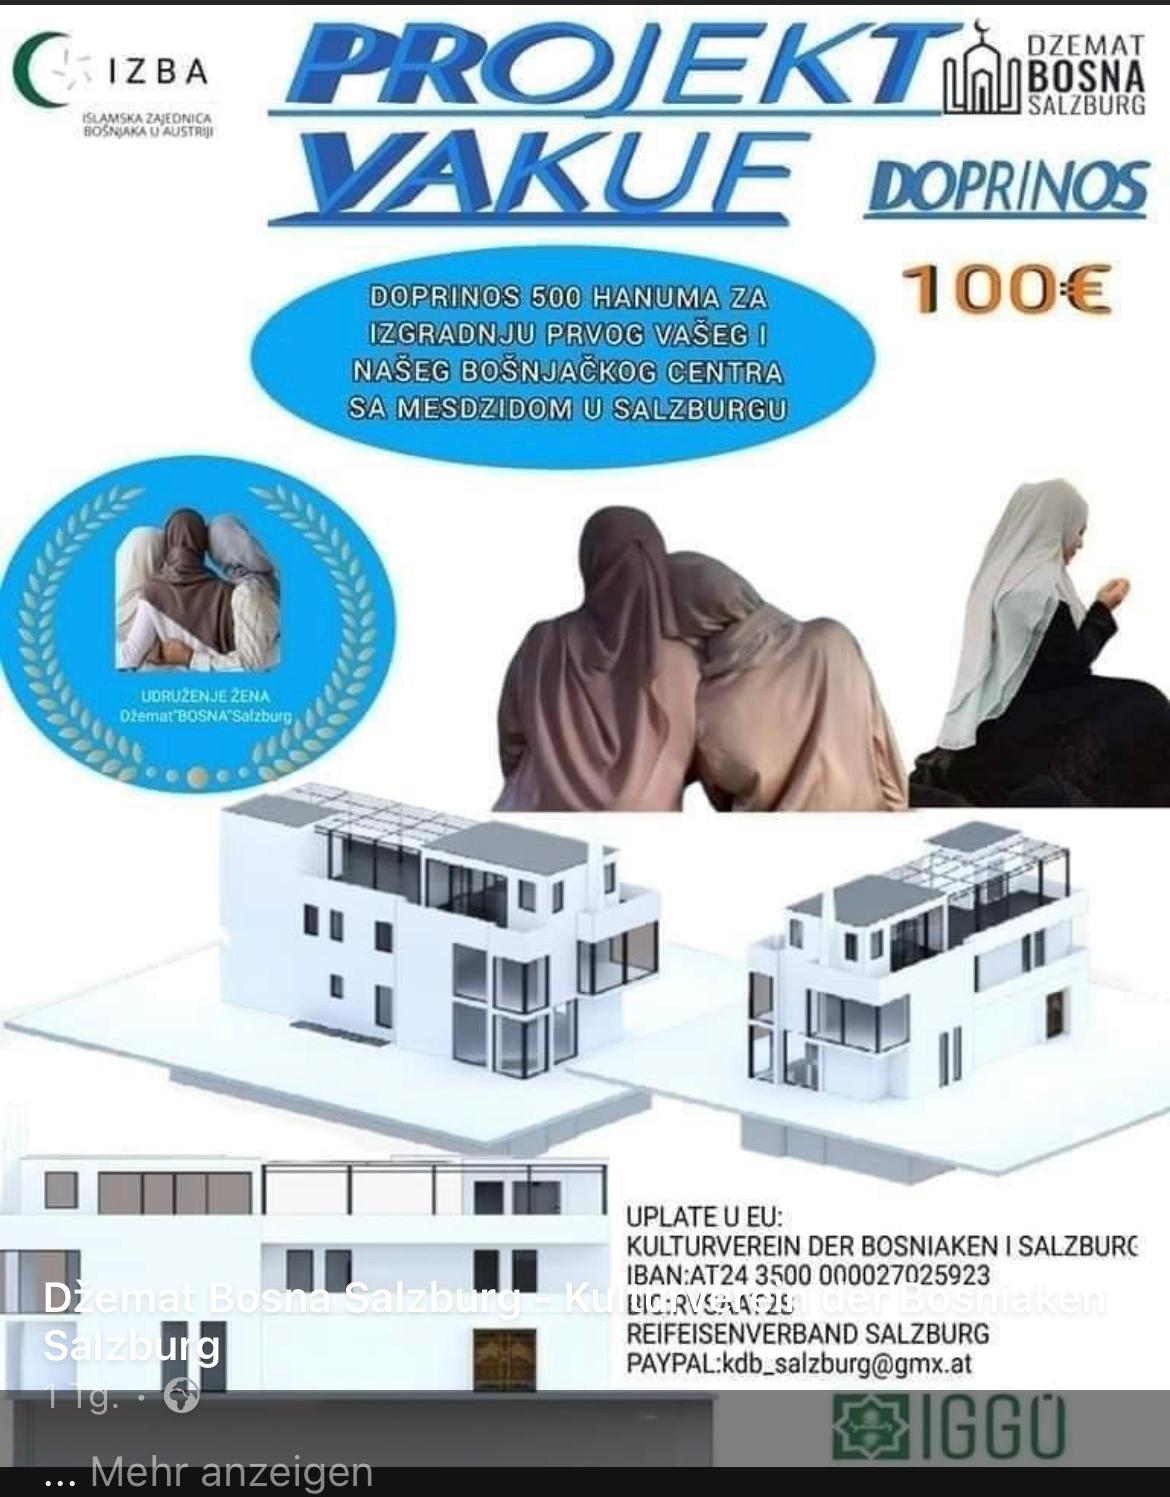 IZBA
ISLAMSKA ZAJEDNICA
BOŠNJAKA U AUSTRIJI
PROJEKT
VAKUF
DZEMAT
BOSNA
SALZBURG
DOPRINOS
100€
DOPRINOS 500 HANUMA ZA
IZGRADNJU PRVOG VAŠEG I
NAŠEG BOŠNJAČKOG CENTRA
SA MESDZIDOM U SALZBURGU
UDRUŽENJE ŽENA
Džemat"BOSNA"Salzburg
UPLATE U EU:
KULTURVEREIN DER BOSNIAKEN I SALZBURG
IBAN:AT24 3500 000027025923
REIFEISENVERBAND SALZBURG
PAYPAL:kdb_salzburg@gmx.at
Džemat Bosna Salzburg - Kulturverein der Bosniaken
Salzburg
1 Tg. ·
IGGÖ
... Mehr anzeigen